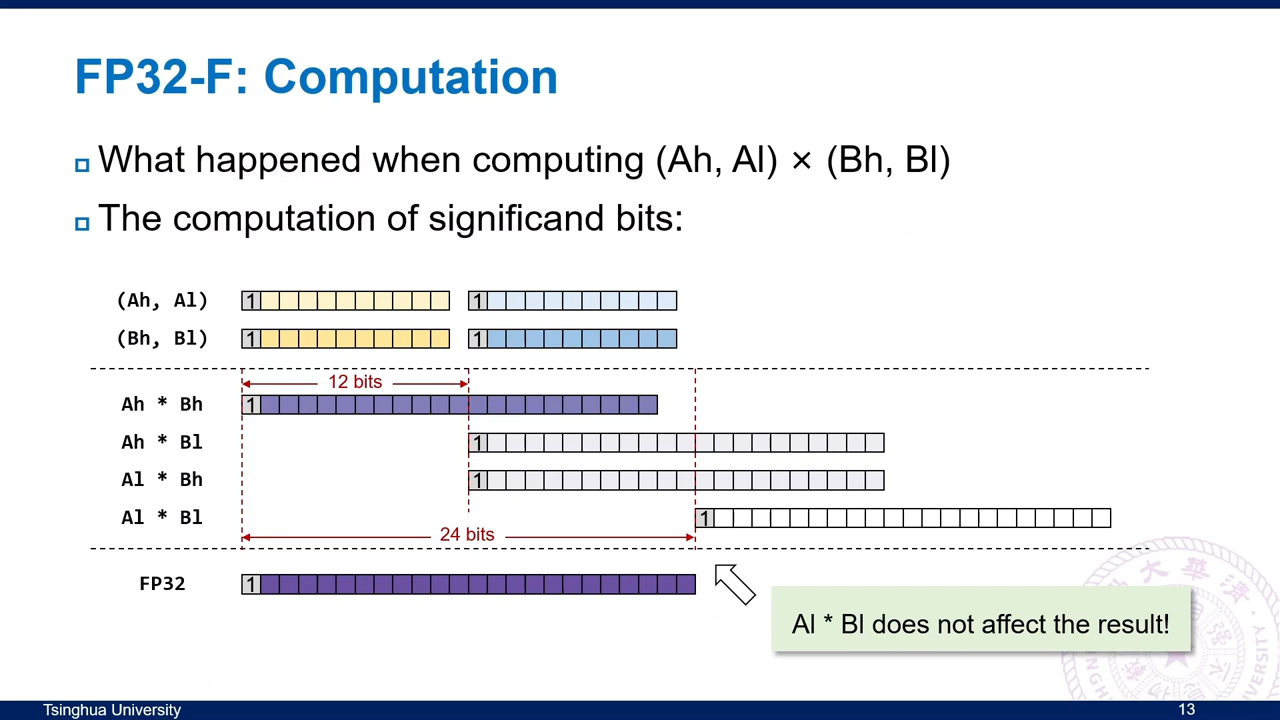 FP32-F: Computation
What happened when computing (Ah, Al) × (Bh, Bl)
The computation of significand bits:
(Ah, Al) 1 1
(Bh, Bl) 1 1
12 bits
Ah * Bh 1
Ah * Bl 1
Al * Bh 1
Al * Bl 1
24 bits
FP32 1
Al * Bl does not affect the result!
Tsinghua University 13